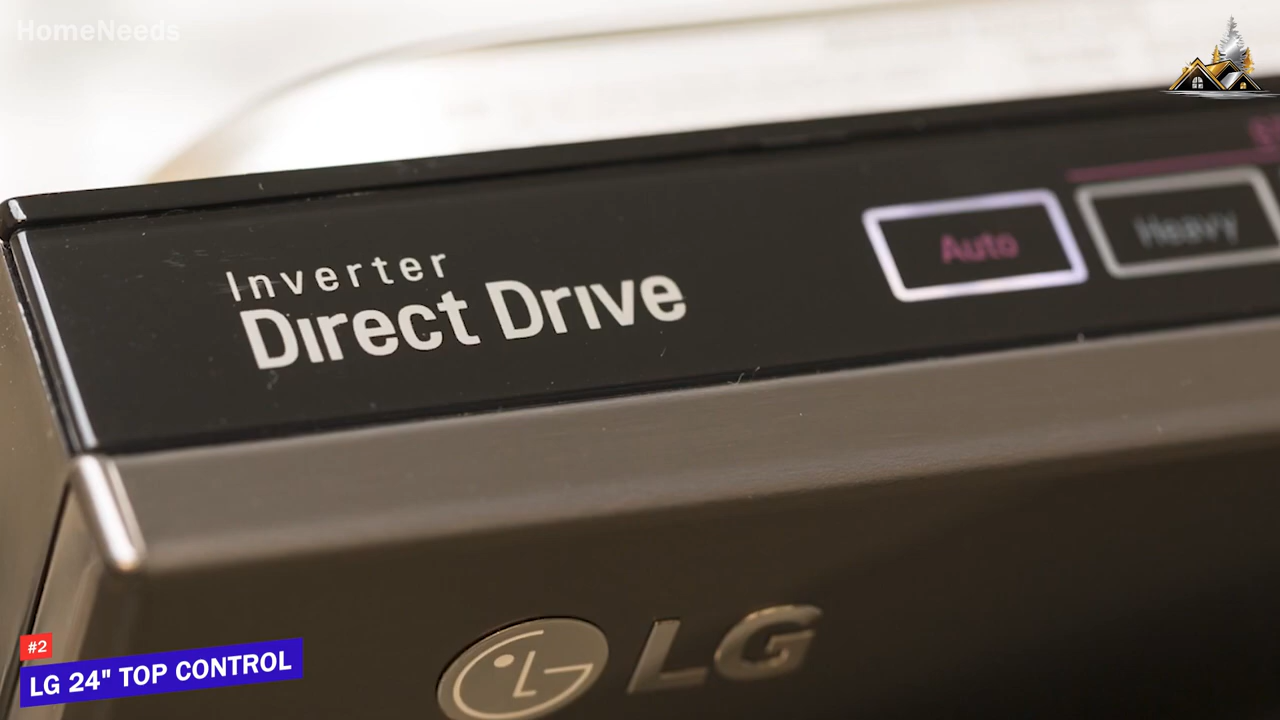 HomeNeeds
Inverter
Direct Drive
Auto
Heavy
LG
#2
LG 24" TOP CONTROL